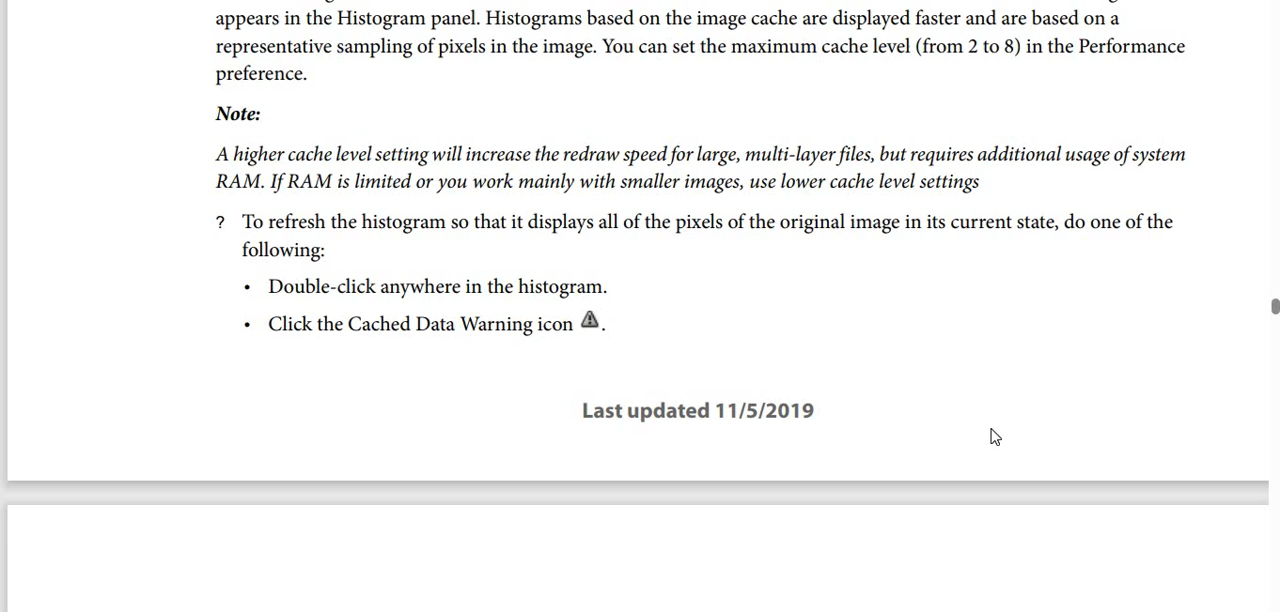 appears in the Histogram panel. Histograms based on the image cache are displayed faster and are based on a
representative sampling of pixels in the image. You can set the maximum cache level (from 2 to 8) in the Performance
preference.
Note:
A higher cache level setting will increase the redraw speed for large, multi-layer files, but requires additional usage of system
RAM. If RAM is limited or you work mainly with smaller images, use lower cache level settings
? To refresh the histogram so that it displays all of the pixels of the original image in its current state, do one of the
following:
• Double-click anywhere in the histogram.
• Click the Cached Data Warning icon .
Last updated 11/5/2019